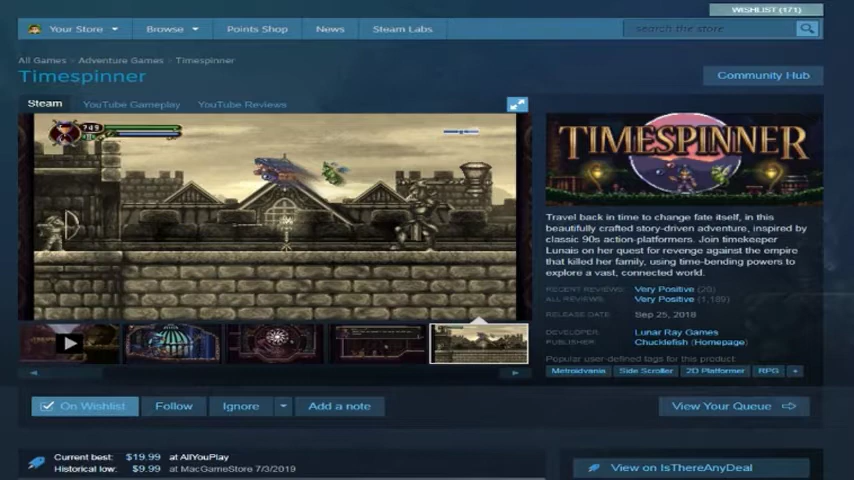 WISHLIST (171)
Your Store Browse Points Shop News Steam Labs search the store
All Games > Adventure Games > Timespinner
Timespinner
Community Hub
Steam YouTube Gameplay YouTube Reviews
749
TIMESPINNER
Travel back in time to change fate itself, in this
beautifully crafted story-driven adventure, inspired by
classic 90s action-platformers. Join timekeeper
Lunais on her quest for revenge against the empire
that killed her family, using time-bending powers to
explore a vast, connected world.
RECENT REVIEWS: Very Positive (20)
ALL REVIEWS: Very Positive (1,189)
RELEASE DATE: Sep 25, 2018
DEVELOPER: Lunar Ray Games
PUBLISHER: Chucklefish (Homepage)
Popular user-defined tags for this product:
Metroidvania Side Scroller 2D Platformer RPG +
On Wishlist Follow Ignore Add a note View Your Queue
Current best: $19.99 at AllYouPlay
Historical low: $9.99 at MacGameStore 7/3/2019
View on IsThereAnyDeal